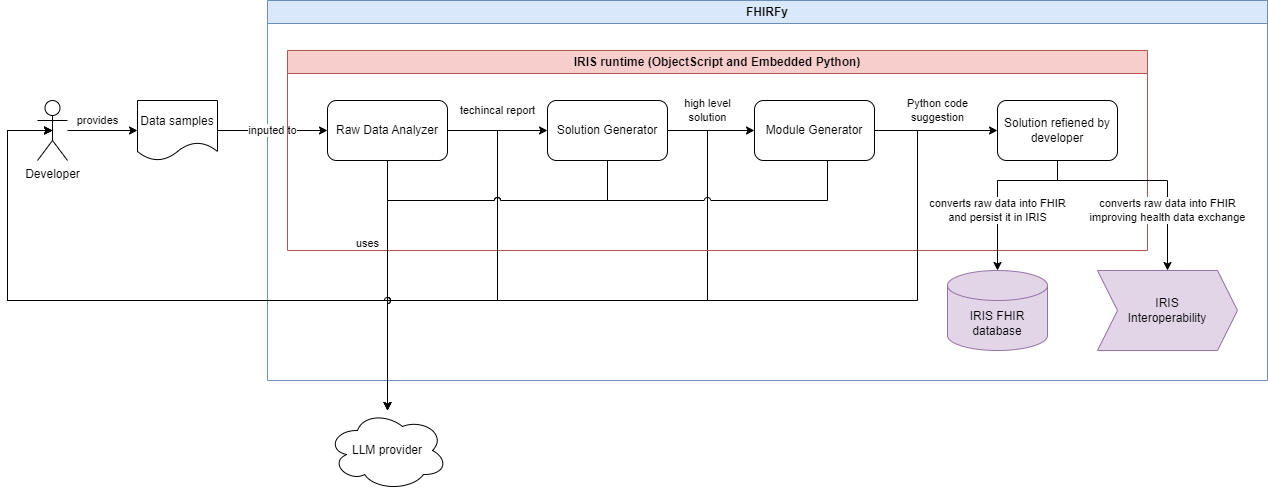 FHIRFy
IRIS runtime (ObjectScript and Embedded Python)
provides
Data samples
inputed to
Raw Data Analyzer
techincal report
Solution Generator
high level
solution
Module Generator
Python code
suggestion
Solution refiened by
developer
Developer
converts raw data into FHIR
and persist it in IRIS
converts raw data into FHIR
improving health data exchange
uses
IRIS FHIR
database
IRIS
Interoperability
LLM provider